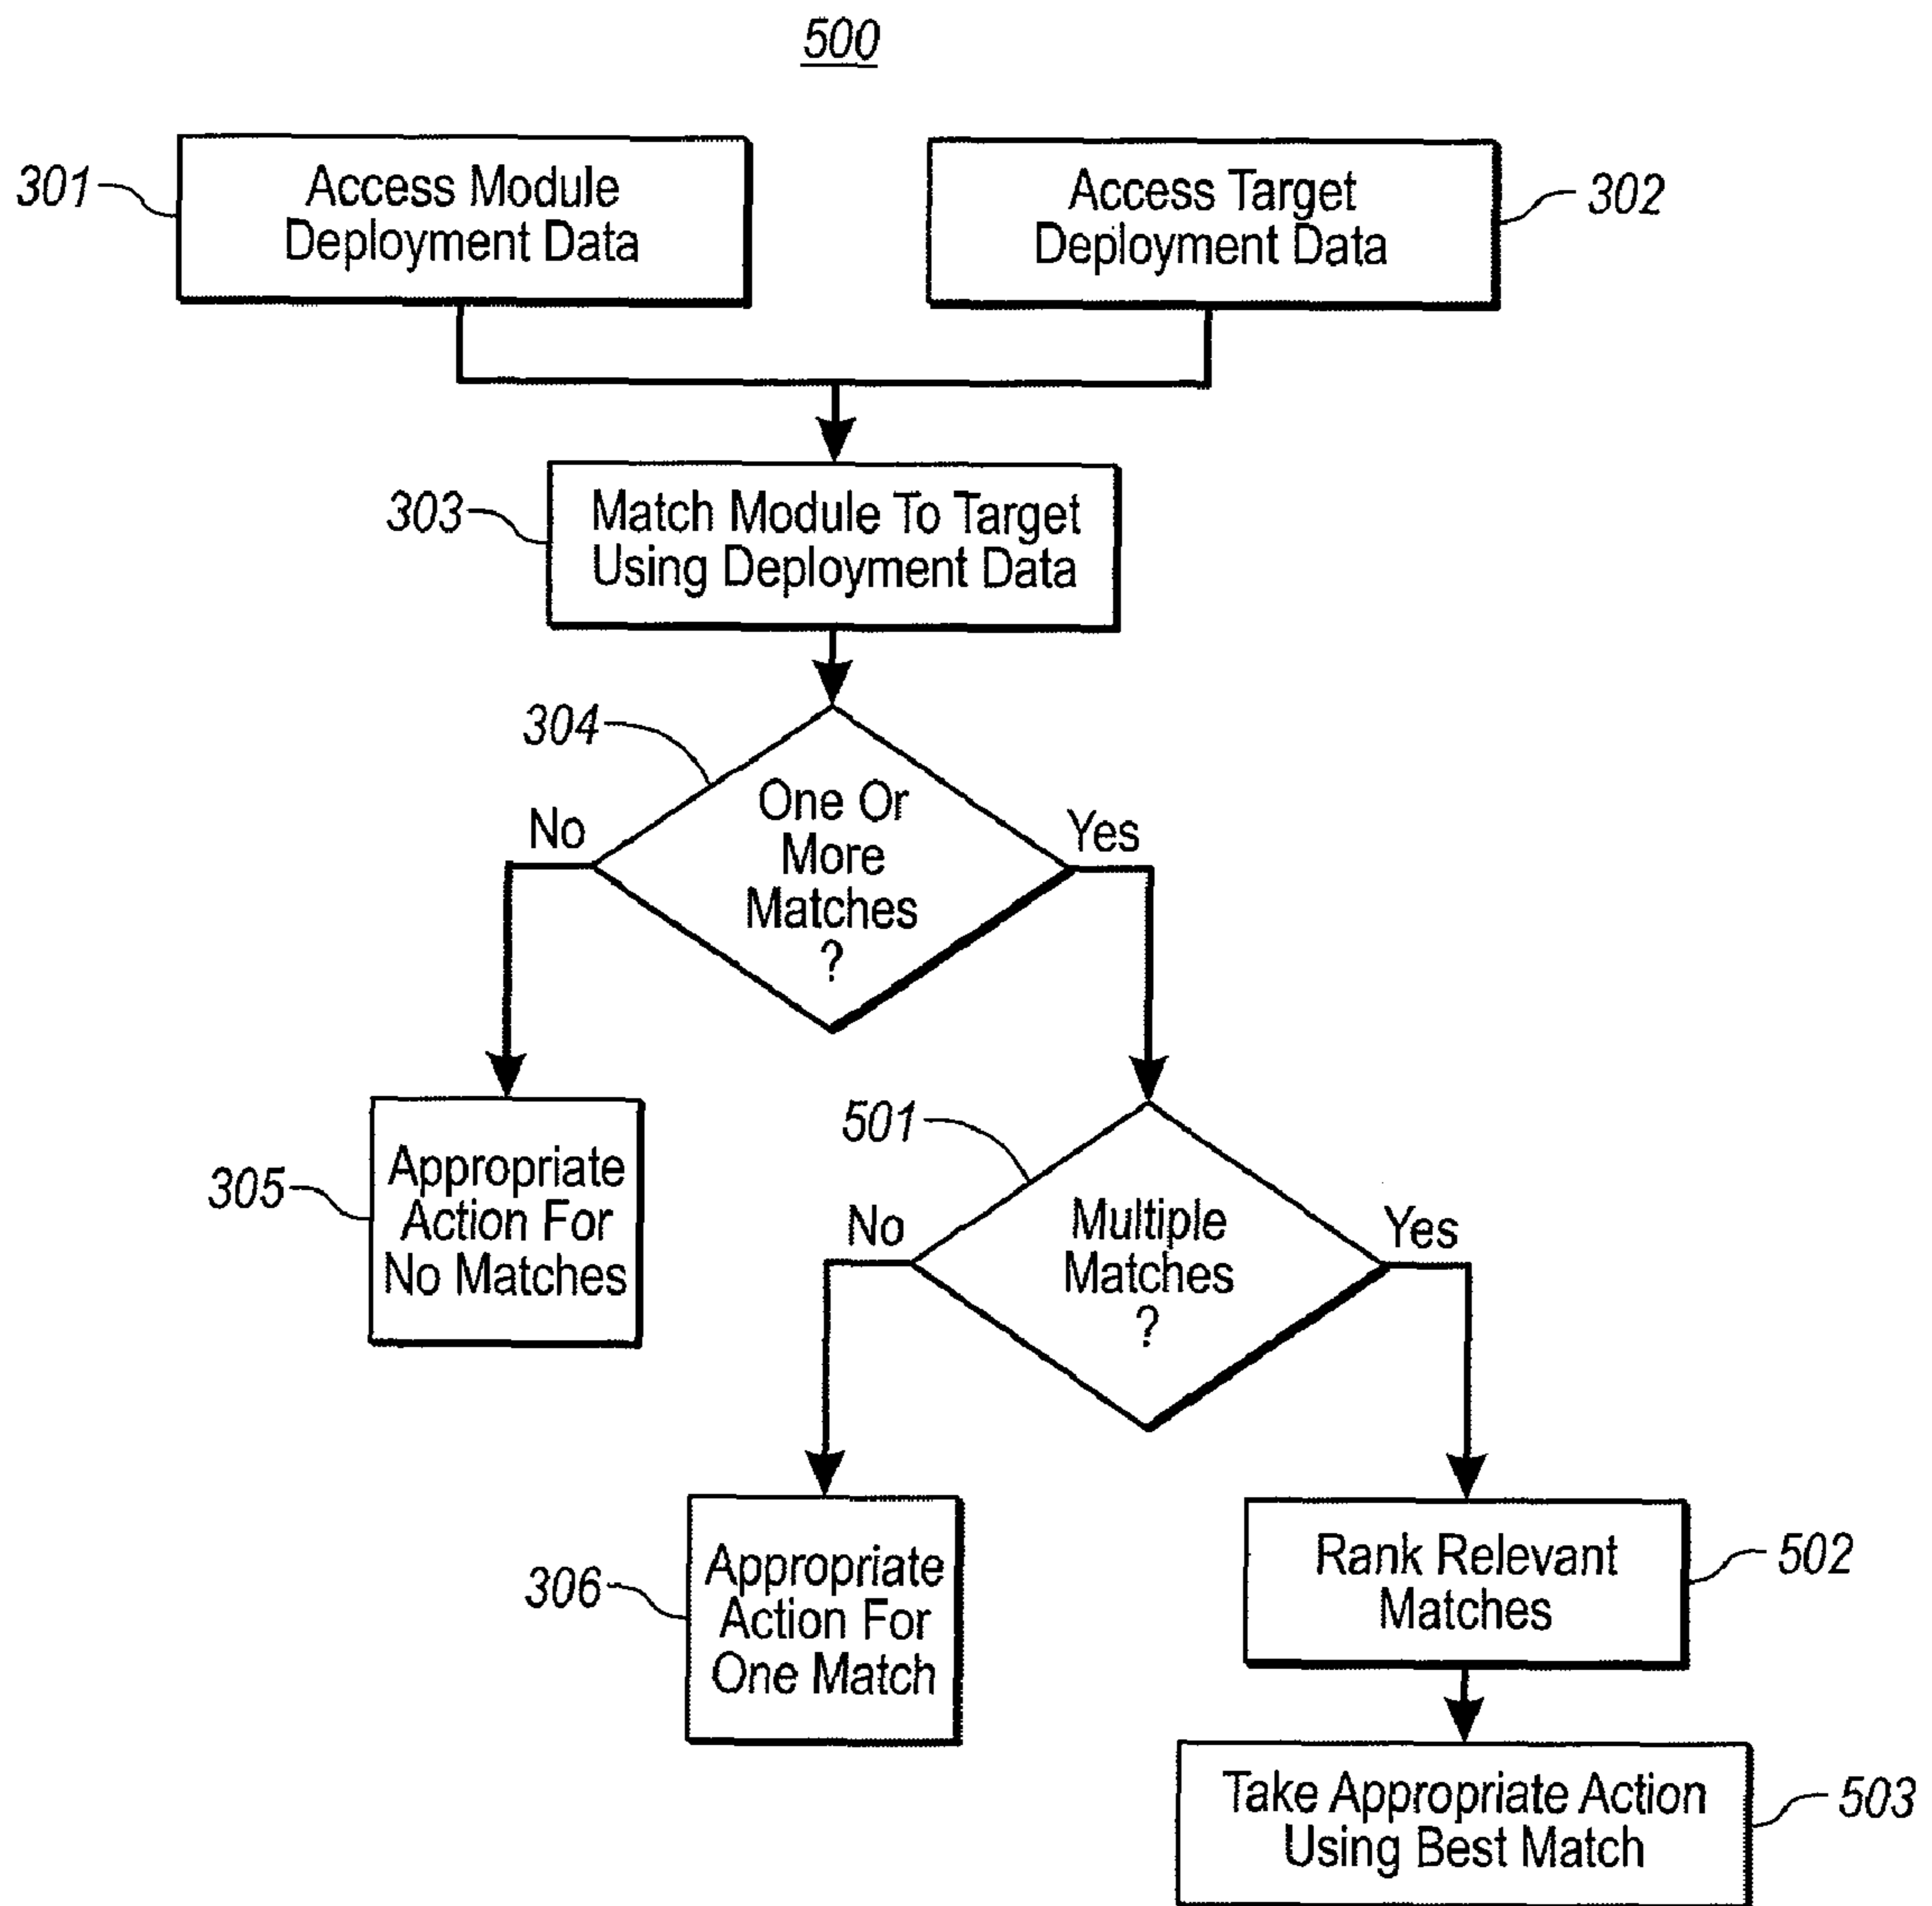 500
301
Access Module
Deployment Data
Access Target
Deployment Data
302
303
Match Module To Target
Using Deployment Data
304
One Or
More
Matches
?
No
Yes
305
Appropriate
Action For
No Matches
501
Multiple
Matches
?
No
Yes
306
Appropriate
Action For
One Match
Rank Relevant
Matches
502
Take Appropriate Action
Using Best Match
503